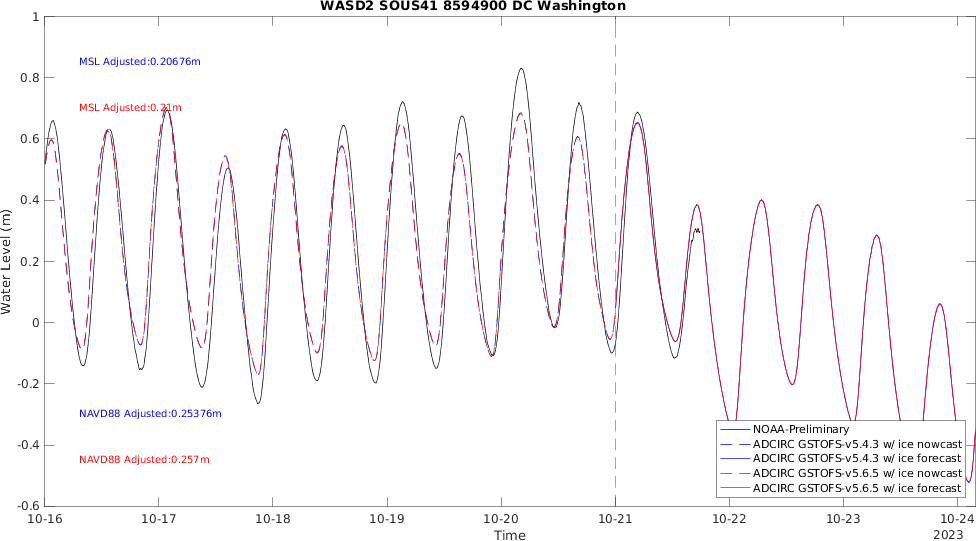 WASD2 SOUS41 8594900 DC Washington
1
0.8
0.6
0.4
0.2
0
-0.2
-0.4
-0.6
Water Level (m)
MSL Adjusted:0.20676m
MSL Adjusted:0.21m
NAVD88 Adjusted:0.25376m
NAVD88 Adjusted:0.257m
NOAA-Preliminary
ADCIRC GSTOFS-v5.4.3 w/ ice nowcast
ADCIRC GSTOFS-v5.4.3 w/ ice forecast
ADCIRC GSTOFS-v5.6.5 w/ ice nowcast
ADCIRC GSTOFS-v5.6.5 w/ ice forecast
10-16 10-17 10-18 10-19 10-20 10-21 10-22 10-23 10-24
Time
2023